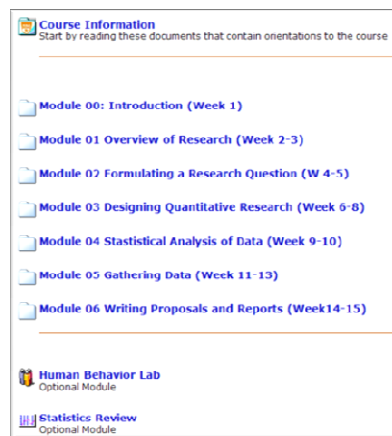 Course Information
Start by reading these documents that contain orientations to the course
Module 00: Introduction (Week 1)
Module 01 Overview of Research (Week 2-3)
Module 02 Formulating a Research Question (W 4-5)
Module 03 Designing Quantitative Research (Week 6-8)
Module 04 Stastistical Analysis of Data (Week 9-10)
Module 05 Gathering Data (Week 11-13)
Module 06 Writing Proposals and Reports (Week14-15)
Human Behavior Lab
Optional Module
Statistics Review
Optional Module